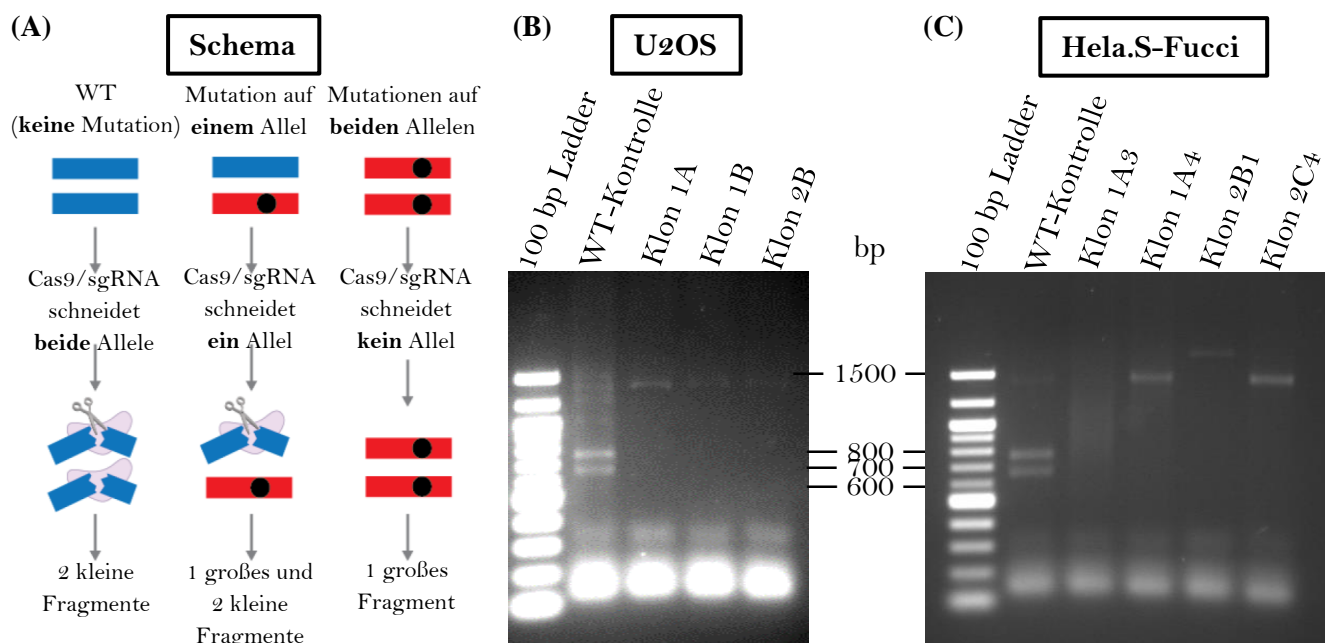 (A)
Schema
WT
(keine Mutation)
Mutation auf
einem Allel
Mutationen auf
beiden Allelen
Cas9/sgRNA
schneidet
beide Allele
Cas9/sgRNA
schneidet
ein Allel
Cas9/sgRNA
schneidet
kein Allel
2 kleine
Fragmente
1 großes und
2 kleine
Fragmente
1 großes
Fragment
(B)
U2OS
100 bp Ladder
WT-Kontrolle
Klon 1A
Klon 1B
Klon 2B
bp
1500
800
700
600
(C)
Hela.S-Fucci
100 bp Ladder
WT-Kontrolle
Klon 1A3
Klon 1A4
Klon 2B1
Klon 2C4